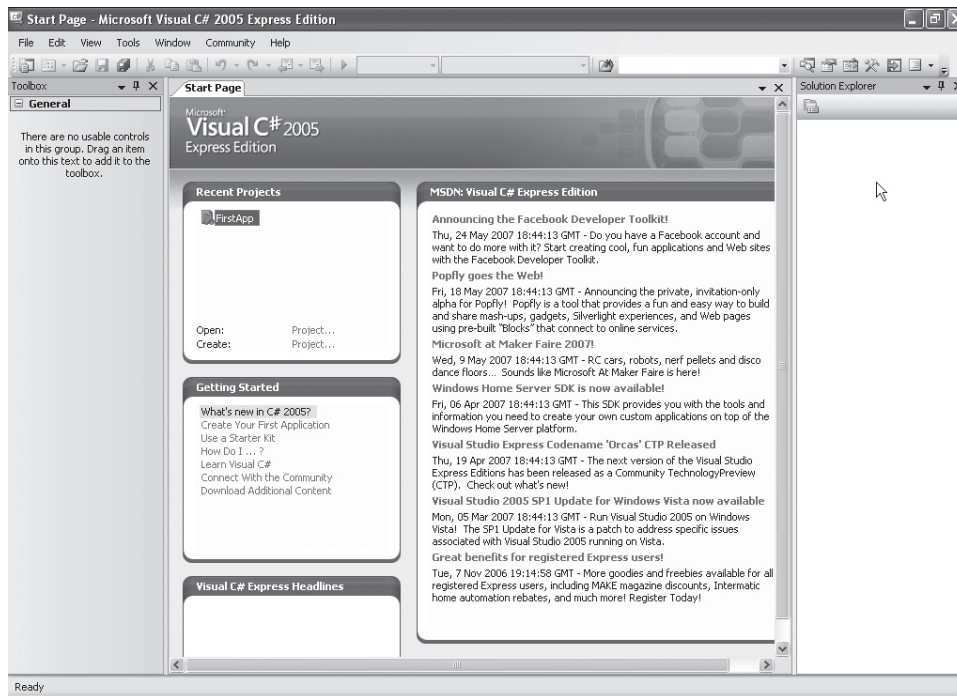 Start Page - Microsoft Visual C# 2005 Express Edition
File Edit View Tools Window Community Help
Toolbox
General
There are no usable controls
in this group. Drag an item
onto this text to add it to the
toolbox.
Start Page
Microsoft
Visual C# 2005
Express Edition
Recent Projects
FirstApp
Open: Project...
Create: Project...
Getting Started
What's new in C# 2005?
Create Your First Application
Use a Starter Kit
How Do I ... ?
Learn Visual C#
Connect With the Community
Download Additional Content
Visual C# Express Headlines
MSDN: Visual C# Express Edition
Announcing the Facebook Developer Toolkit!
Thu, 24 May 2007 18:44:13 GMT - Do you have a Facebook account and
want to do more with it? Start creating cool, fun applications and Web sites
with the Facebook Developer Toolkit.
Popfly goes the Web!
Fri, 18 May 2007 18:44:13 GMT - Announcing the private, invitation-only
alpha for Popfly! Popfly is a tool that provides a fun and easy way to build
and share mash-ups, gadgets, Silverlight experiences, and Web pages
using pre-built "Blocks" that connect to online services.
Microsoft at Maker Faire 2007!
Wed, 9 May 2007 18:44:13 GMT - RC cars, robots, nerf pellets and disco
dance floors... Sounds like Microsoft At Maker Faire is here!
Windows Home Server SDK is now available!
Fri, 06 Apr 2007 18:44:13 GMT - This SDK provides you with the tools and
information you need to create your own custom applications on top of the
Windows Home Server platform.
Visual Studio Express Codename 'Orcas' CTP Released
Thu, 19 Apr 2007 18:44:13 GMT - The next version of the Visual Studio
Express Editions has been released as a Community TechnologyPreview
(CTP). Check out what's new!
Visual Studio 2005 SP1 Update for Windows Vista now available
Mon, 05 Mar 2007 18:44:13 GMT - Run Visual Studio 2005 on Windows
Vista! The SP1 Update for Vista is a patch to address specific issues
associated with Visual Studio 2005 running on Vista.
Great benefits for registered Express users!
Tue, 7 Nov 2006 19:14:58 GMT - More goodies and freebies available for all
registered Express users, including MAKE magazine discounts, Intermatic
home automation rebates, and much more! Register Today!
Solution Explorer
Ready